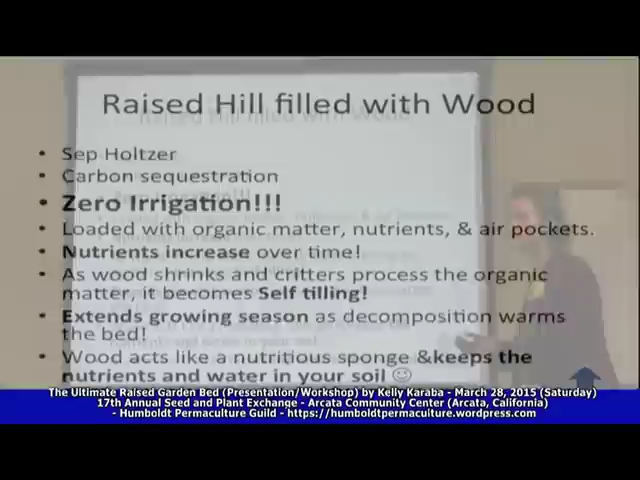 Raised Hill filled with Wood
• Sep Holtzer
• Carbon sequestration
• Zero Irrigation!!!
• Loaded with organic matter, nutrients, & air pockets.
• Nutrients increase over time!
• As wood shrinks and critters process the organic
matter, it becomes Self tilling!
• Extends growing season as decomposition warms
the bed!
• Wood acts like a nutritious sponge &keeps the
nutrients and water in your soil ☺
The Ultimate Raised Garden Bed (Presentation/Workshop) by Kelly Karaba - March 28, 2015 (Saturday)
17th Annual Seed and Plant Exchange - Arcata Community Center (Arcata, California)
- Humboldt Permaculture Guild - https://humboldtpermaculture.wordpress.com